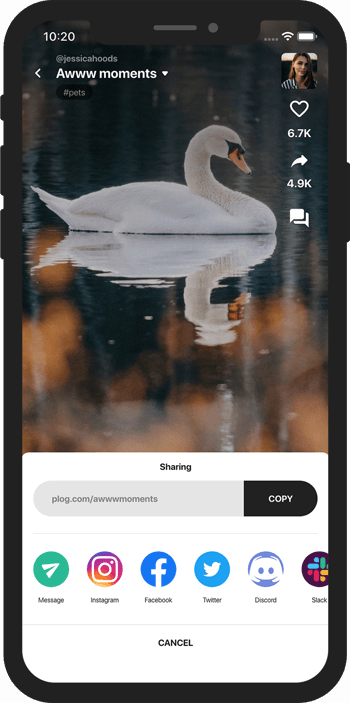 10:20
@jessicahoods
Awww moments
#pets
6.7K
4.9K
Sharing
plog.com/awwwmoments
COPY
Message
Instagram
Facebook
Twitter
Discord
Slack
CANCEL